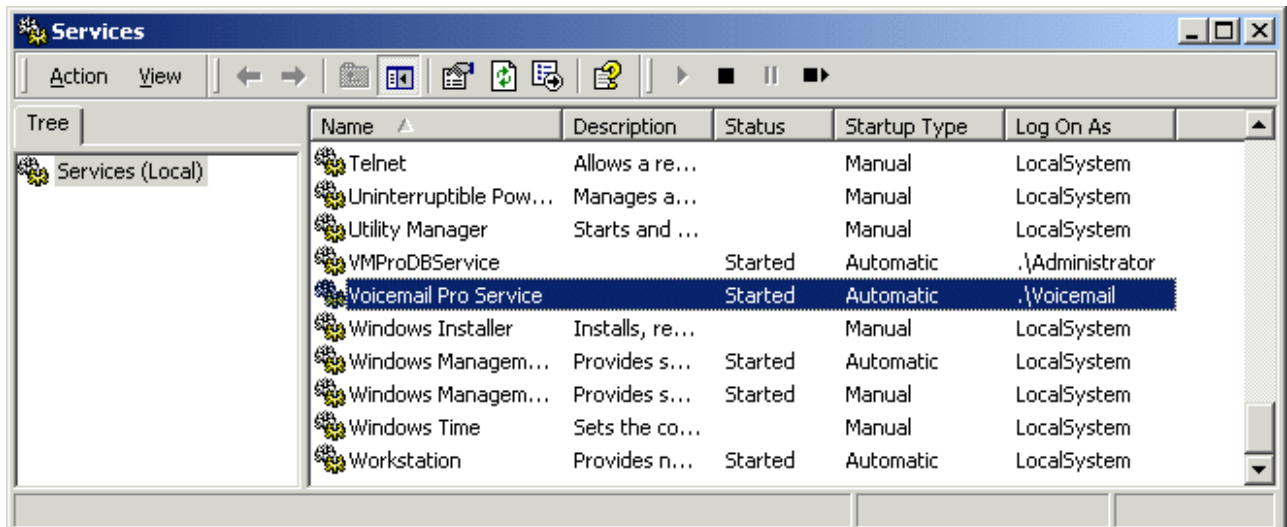 Services
Action View
Tree
Services (Local)
Name Description Status Startup Type Log On As
Telnet Allows a re... Manual LocalSystem
Uninterruptible Pow... Manages a... Manual LocalSystem
Utility Manager Starts and ... Manual LocalSystem
VMProDBService Started Automatic .\Administrator
Voicemail Pro Service Started Automatic .\Voicemail
Windows Installer Installs, re... Manual LocalSystem
Windows Managem... Provides s... Started Automatic LocalSystem
Windows Managem... Provides s... Started Manual LocalSystem
Windows Time Sets the co... Manual LocalSystem
Workstation Provides n... Started Automatic LocalSystem